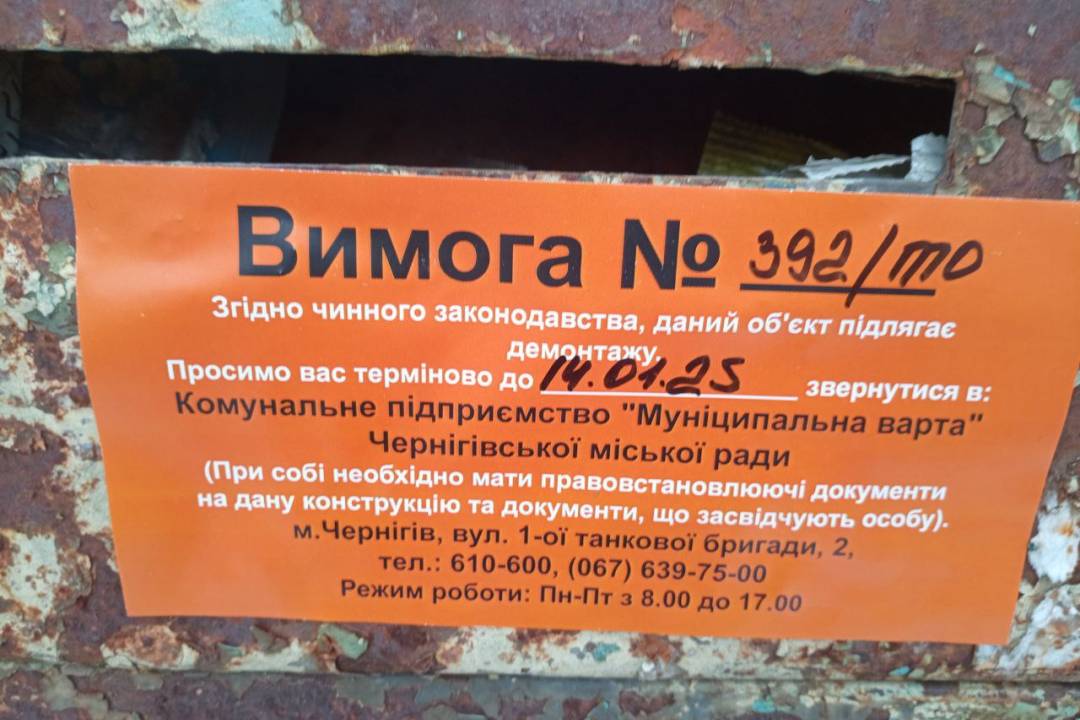 Вимога № 392/то
Згідно чинного законодавства, даний об'єкт підлягає
демонтажу.
Просимо вас терміново до 14.01.25 звернутися в:
Комунальне підприємство "Муніципальна варта"
Чернігівської міської ради
(При собі необхідно мати правовстановлюючі документи
на дану конструкцію та документи, що засвідчують особу).
м.Чернігів, вул. 1-ої танкової бригади, 2,
тел.: 610-600, (067) 639-75-00
Режим роботи: Пн-Пт з 8.00 до 17.00